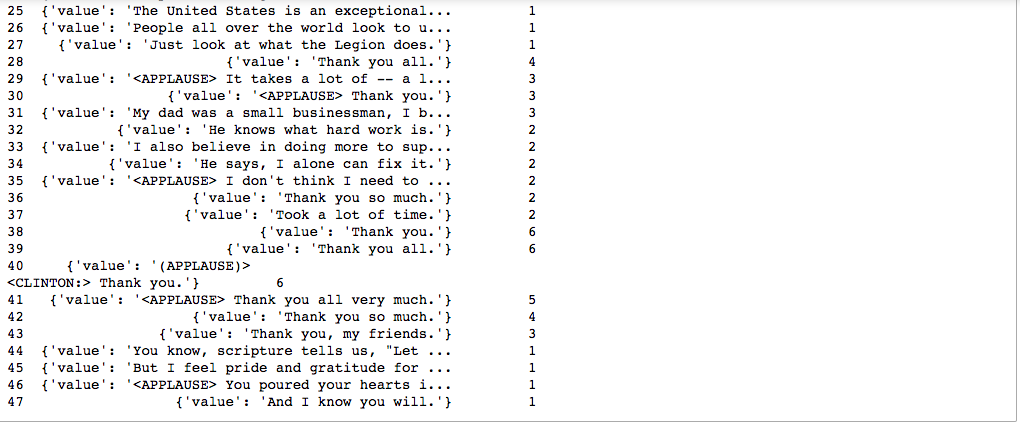 25 {'value': 'The United States is an exceptional... 1
26 {'value': 'People all over the world look to u... 1
27 {'value': 'Just look at what the Legion does.'} 1
28 {'value': 'Thank you all.'} 4
29 {'value': '<APPLAUSE> It takes a lot of -- a l... 3
30 {'value': '<APPLAUSE> Thank you.'} 3
31 {'value': 'My dad was a small businessman, I b... 3
32 {'value': 'He knows what hard work is.'} 2
33 {'value': 'I also believe in doing more to sup... 2
34 {'value': 'He says, I alone can fix it.'} 2
35 {'value': '<APPLAUSE> I don't think I need to ... 2
36 {'value': 'Thank you so much.'} 2
37 {'value': 'Took a lot of time.'} 2
38 {'value': 'Thank you.'} 6
39 {'value': 'Thank you all.'} 6
40 {'value': '(APPLAUSE)>
<CLINTON:> Thank you.'} 6
41 {'value': '<APPLAUSE> Thank you all very much.'} 5
42 {'value': 'Thank you so much.'} 4
43 {'value': 'Thank you, my friends.'} 3
44 {'value': 'You know, scripture tells us, "Let ... 1
45 {'value': 'But I feel pride and gratitude for ... 1
46 {'value': '<APPLAUSE> You poured your hearts i... 1
47 {'value': 'And I know you will.'} 1